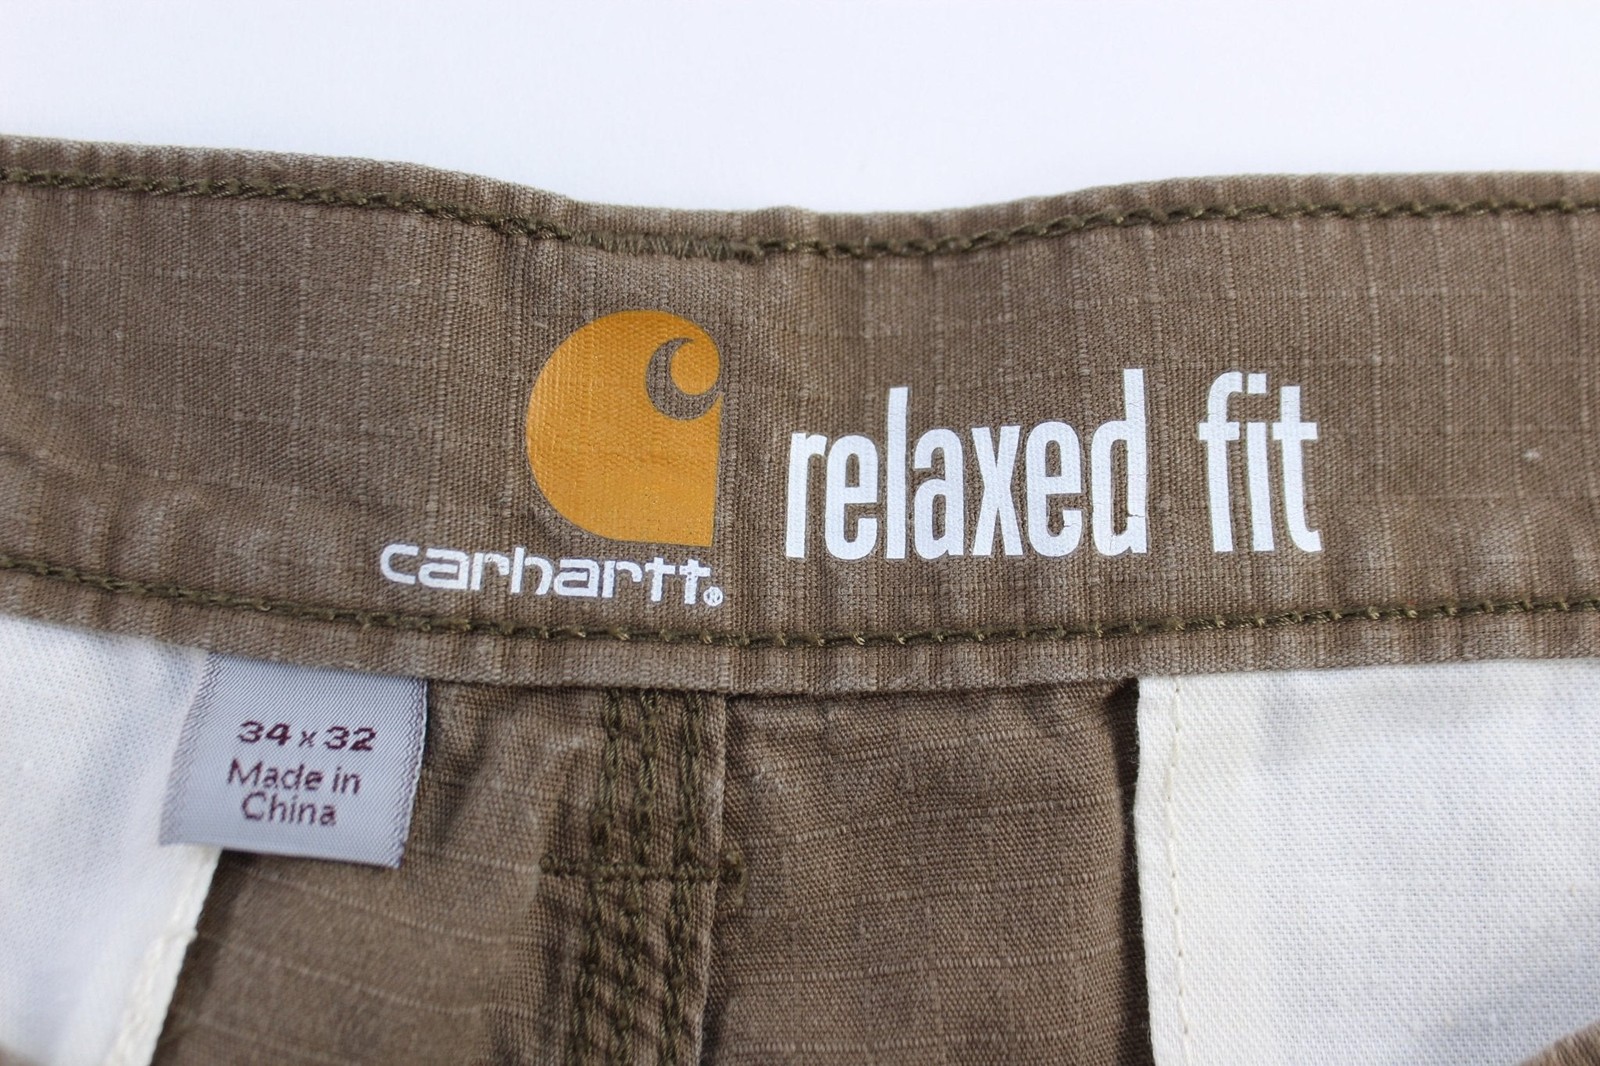 carhartt®
relaxed fit
34 x 32
Made in
China